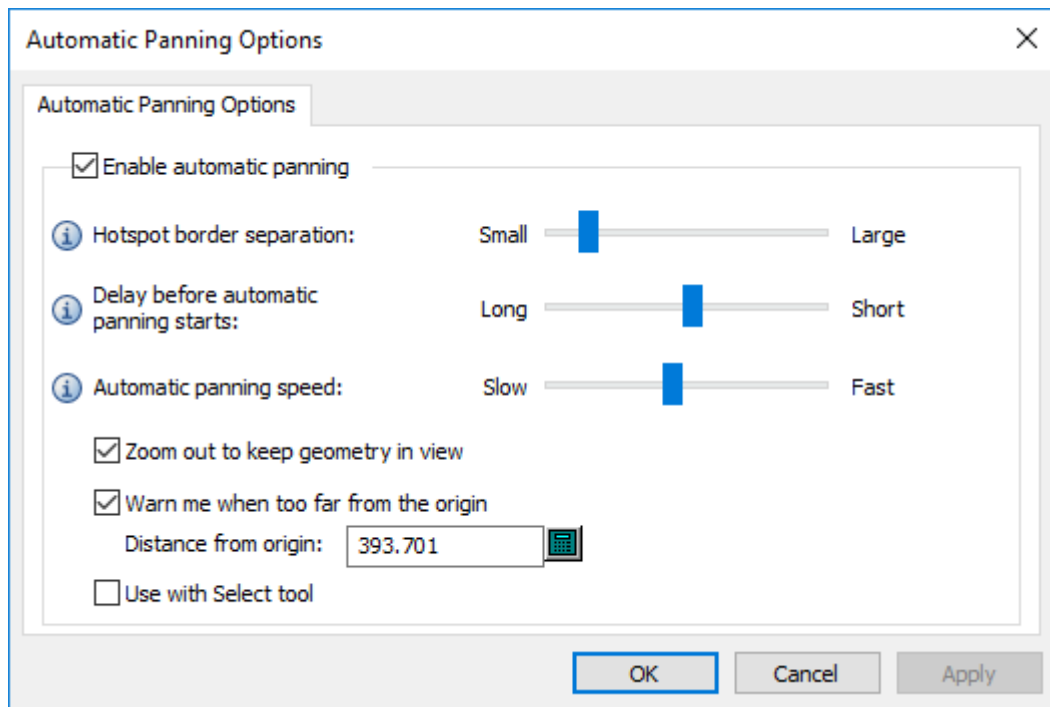 Automatic Panning Options
Automatic Panning Options
Enable automatic panning
Hotspot border separation: Small Large
Delay before automatic
panning starts: Long Short
Automatic panning speed: Slow Fast
Zoom out to keep geometry in view
Warn me when too far from the origin
Distance from origin: 393.701
Use with Select tool
OK Cancel Apply